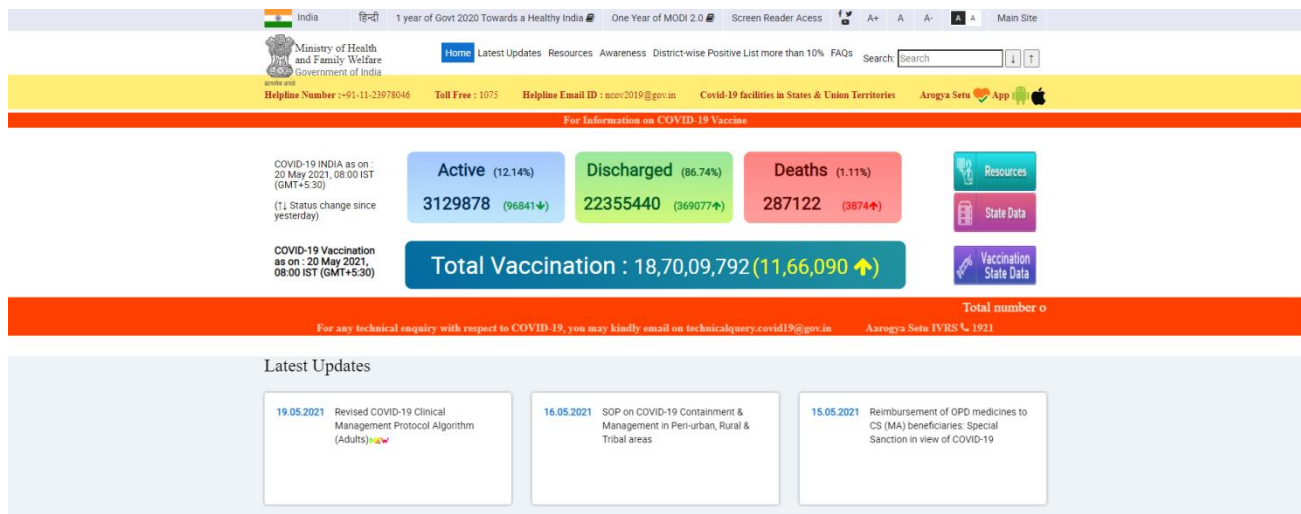 India हिन्दी 1 year of Govt 2020 Towards a Healthy India One Year of MODI 2.0 Screen Reader Acess A+ A A- A A Main Site
Ministry of Health
and Family Welfare
Government of India
सत्यमेव जयते
Home Latest Updates Resources Awareness District-wise Positive List more than 10% FAQs Search: Search ↓ ↑
Helpline Number :+91-11-23978046 Toll Free : 1075 Helpline Email ID : ncov2019@gov.in Covid-19 facilities in States & Union Territories Arogya Setu App
For Information on COVID-19 Vaccine
COVID-19 INDIA as on :
20 May 2021, 08:00 IST
(GMT+5:30)
(↑↓ Status change since
yesterday)
Active (12.14%)
3129878 (96841↓)
Discharged (86.74%)
22355440 (369077↑)
Deaths (1.11%)
287122 (3874↑)
Resources
State Data
COVID-19 Vaccination
as on : 20 May 2021,
08:00 IST (GMT+5:30)
Total Vaccination : 18,70,09,792 (11,66,090 ↑)
Vaccination
State Data
Total number o
For any technical enquiry with respect to COVID-19, you may kindly email on technicalquery.covid19@gov.in Aarogya Setu IVRS 1921
Latest Updates
19.05.2021 Revised COVID-19 Clinical
Management Protocol Algorithm
(Adults) NEW
16.05.2021 SOP on COVID-19 Containment &
Management in Peri-urban, Rural &
Tribal areas
15.05.2021 Reimbursement of OPD medicines to
CS (MA) beneficiaries: Special
Sanction in view of COVID-19